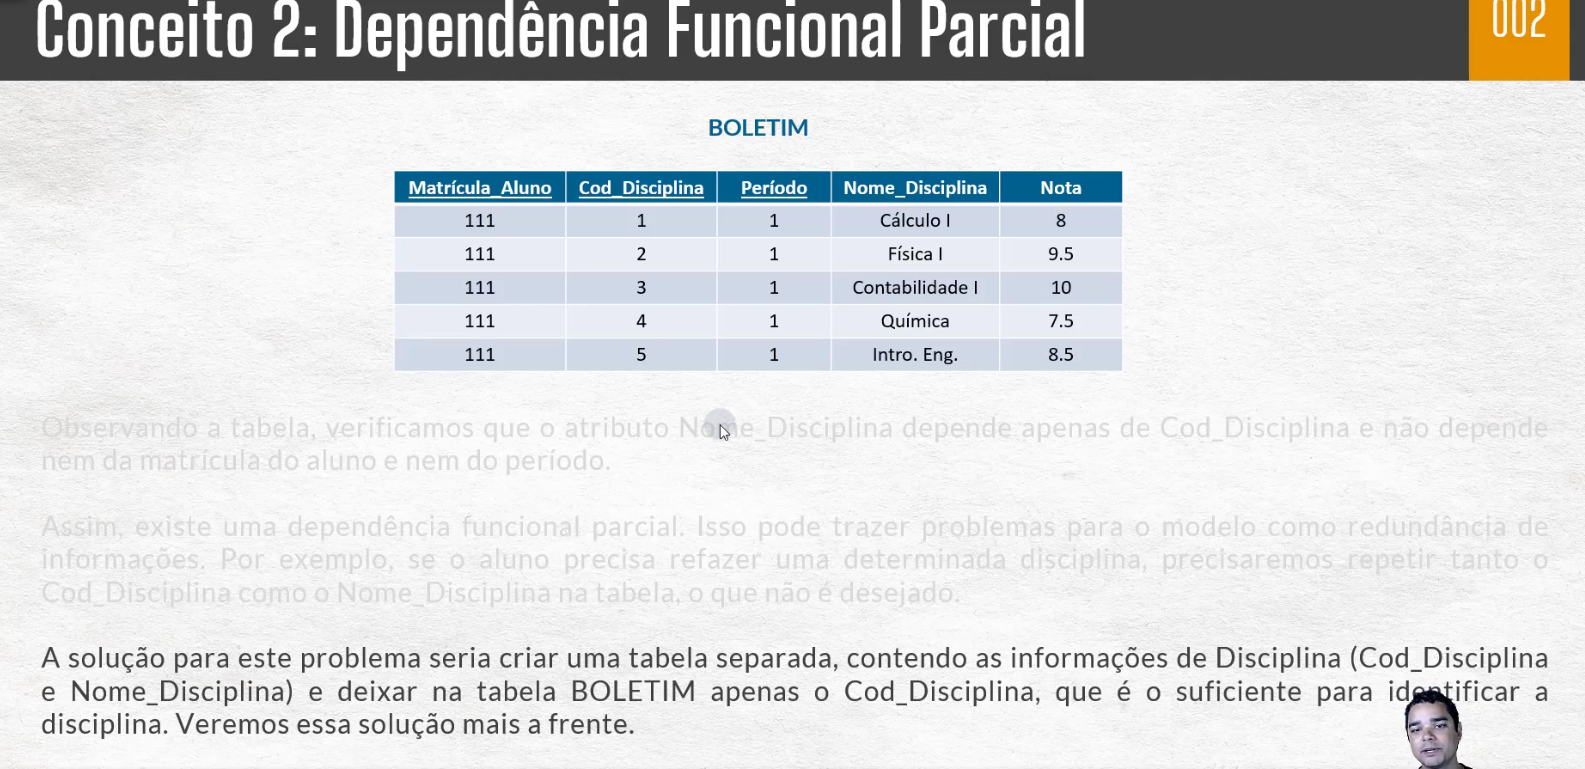 Conceito 2: Dependência Funcional Parcial
002
BOLETIM
Matrícula_Aluno Cod_Disciplina Período Nome_Disciplina Nota
111 1 1 Cálculo I 8
111 2 1 Física I 9.5
111 3 1 Contabilidade I 10
111 4 1 Química 7.5
111 5 1 Intro. Eng. 8.5
Observando a tabela, verificamos que o atributo Nome_Disciplina depende apenas de Cod_Disciplina e não depende
nem da matrícula do aluno e nem do período.
Assim, existe uma dependência funcional parcial. Isso pode trazer problemas para o modelo como redundância de
informações. Por exemplo, se o aluno precisa refazer uma determinada disciplina, precisaremos repetir tanto o
Cod_Disciplina como o Nome_Disciplina na tabela, o que não é desejado.
A solução para este problema seria criar uma tabela separada, contendo as informações de Disciplina (Cod_Disciplina
e Nome_Disciplina) e deixar na tabela BOLETIM apenas o Cod_Disciplina, que é o suficiente para identificar a
disciplina. Veremos essa solução mais a frente.